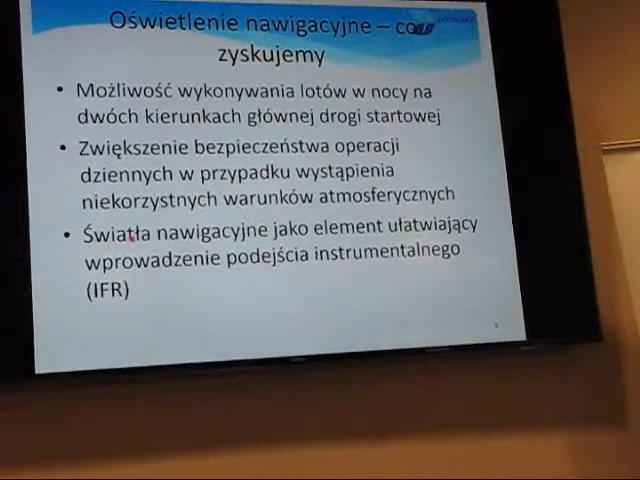 Oświetlenie nawigacyjne – co
zyskujemy
• Możliwość wykonywania lotów w nocy na
dwóch kierunkach głównej drogi startowej
• Zwiększenie bezpieczeństwa operacji
dziennych w przypadku wystąpienia
niekorzystnych warunków atmosferycznych
• Światła nawigacyjne jako element ułatwiający
wprowadzenie podejścia instrumentalnego
(IFR)